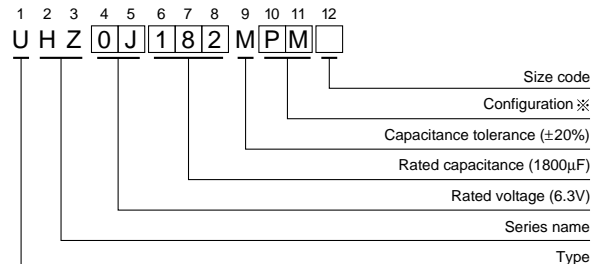 1 2 3 4 5 6 7 8 9 10 11 12
U H Z 0 J 1 8 2 M P M
Size code
Configuration ※
Capacitance tolerance (±20%)
Rated capacitance (1800µF)
Rated voltage (6.3V)
Series name
Type